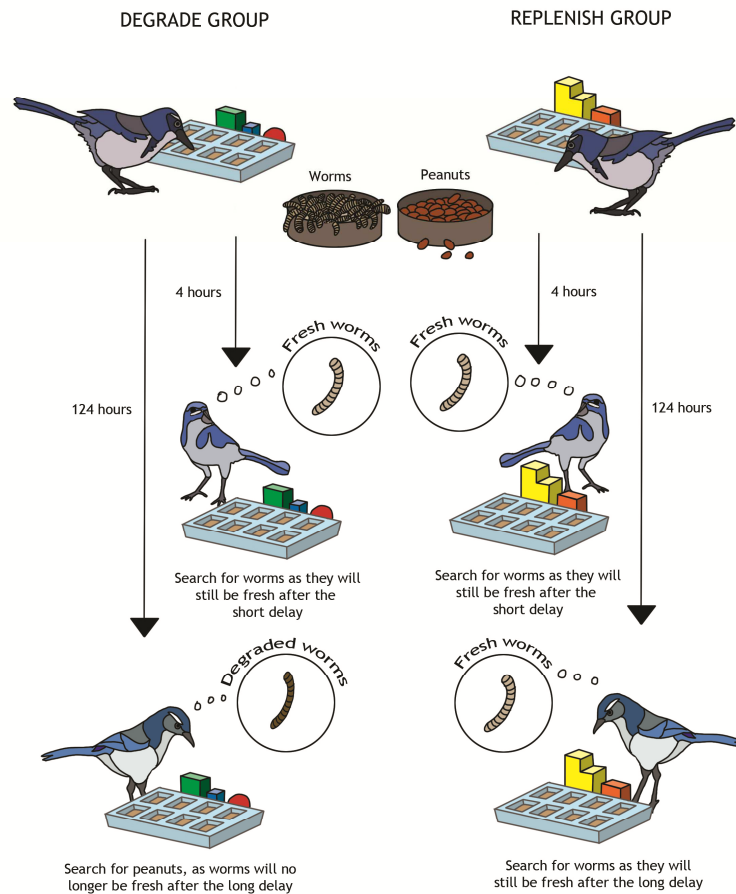 DEGRADE GROUP
REPLENISH GROUP
Worms
Peanuts
4 hours
4 hours
Fresh worms
Fresh worms
124 hours
124 hours
Search for worms as they will
still be fresh after the
short delay
Search for worms as they will
still be fresh after the
short delay
Degraded worms
Fresh worms
Search for peanuts, as worms will no
longer be fresh after the long delay
Search for worms as they will
still be fresh after the long delay